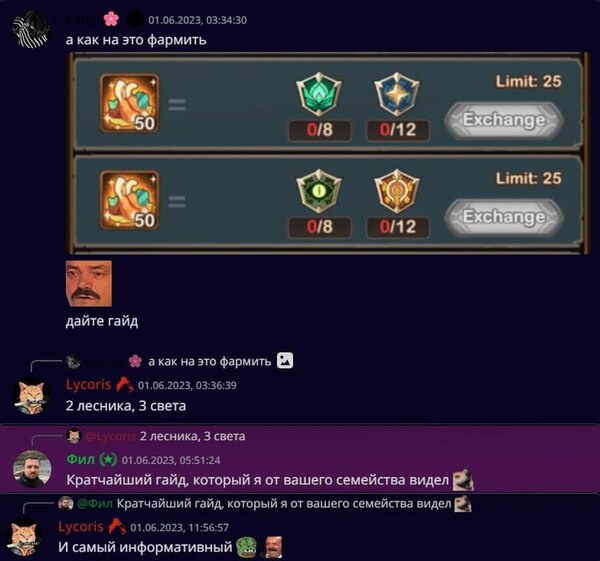 01.06.2023, 03:34:30
а как на это фармить
Limit: 25
50 = 0/8 0/12 Exchange
Limit: 25
50 = 0/8 0/12 Exchange
дайте гайд
а как на это фармить
Lycoris 01.06.2023, 03:36:39
2 лесника, 3 света
@Lycoris 2 лесника, 3 света
Фил 01.06.2023, 05:51:24
Кратчайший гайд, который я от вашего семейства видел
@Фил Кратчайший гайд, который я от вашего семейства видел
Lycoris 01.06.2023, 11:56:57
И самый информативный